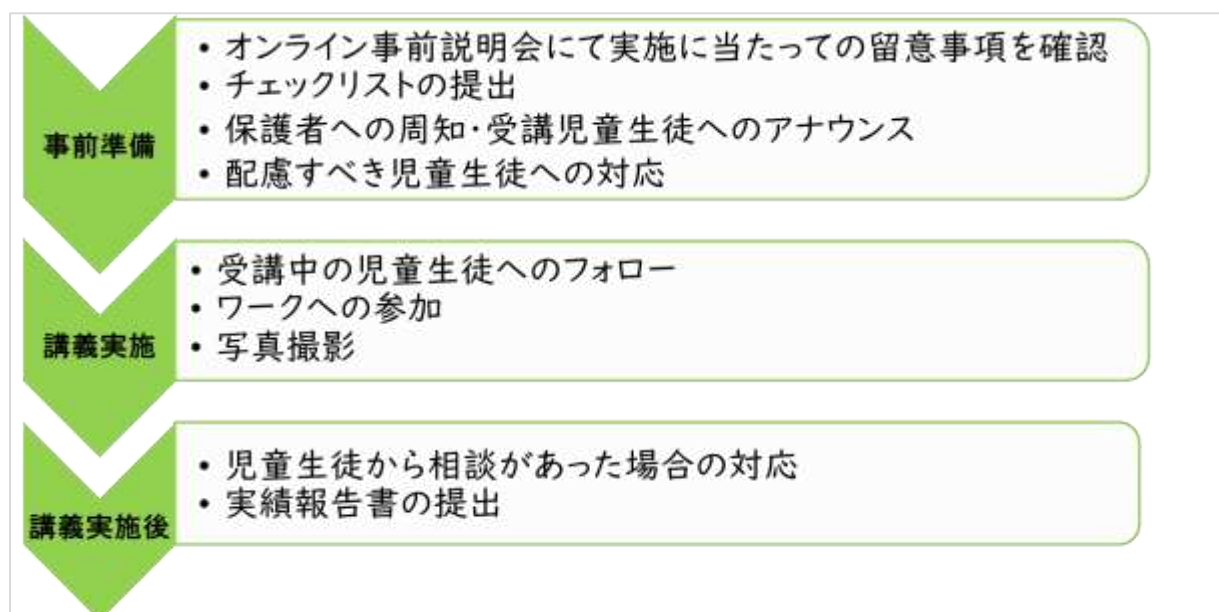 事前準備
• オンライン事前説明会にて実施に当たっての留意事項を確認
• チェックリストの提出
• 保護者への周知・受講児童生徒へのアナウンス
• 配慮すべき児童生徒への対応
講義実施
• 受講中の児童生徒へのフォロー
• ワークへの参加
• 写真撮影
講義実施後
• 児童生徒から相談があった場合の対応
• 実績報告書の提出